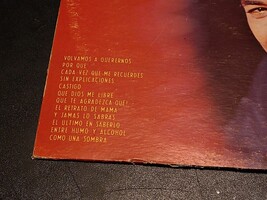 VOLVAMOS A QUERERNOS
POR QUE
CADA VEZ QUE ME RECUERDES
SIN EXPLICACIONES
CASTIGO
QUE DIOS ME LIBRE
QUE TE AGRADEZCA QUE?
EL RETRATO DE MAMA
Y JAMAS LO SABRAS
EL ULTIMO EN SABERLO
ENTRE HUMO Y ALCOHOL
COMO UNA SOMBRA